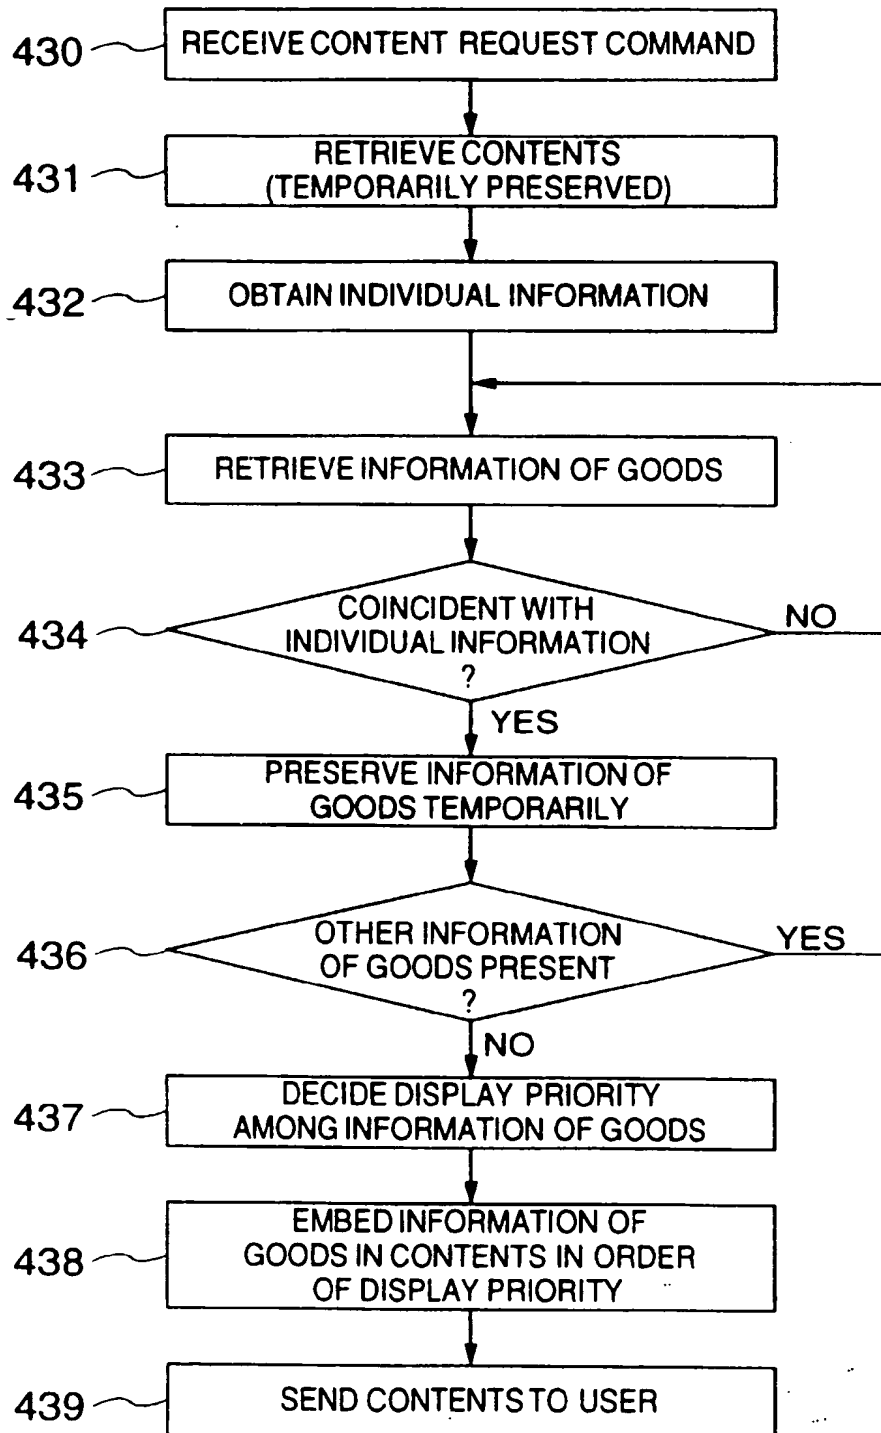 430 RECEIVE CONTENT REQUEST COMMAND
431 RETRIEVE CONTENTS
(TEMPORARILY PRESERVED)
432 OBTAIN INDIVIDUAL INFORMATION
433 RETRIEVE INFORMATION OF GOODS
434 COINCIDENT WITH
INDIVIDUAL INFORMATION
?
NO
YES
435 PRESERVE INFORMATION OF
GOODS TEMPORARILY
436 OTHER INFORMATION
OF GOODS PRESENT
?
YES
NO
437 DECIDE DISPLAY PRIORITY
AMONG INFORMATION OF GOODS
438 EMBED INFORMATION OF
GOODS IN CONTENTS IN ORDER
OF DISPLAY PRIORITY
439 SEND CONTENTS TO USER